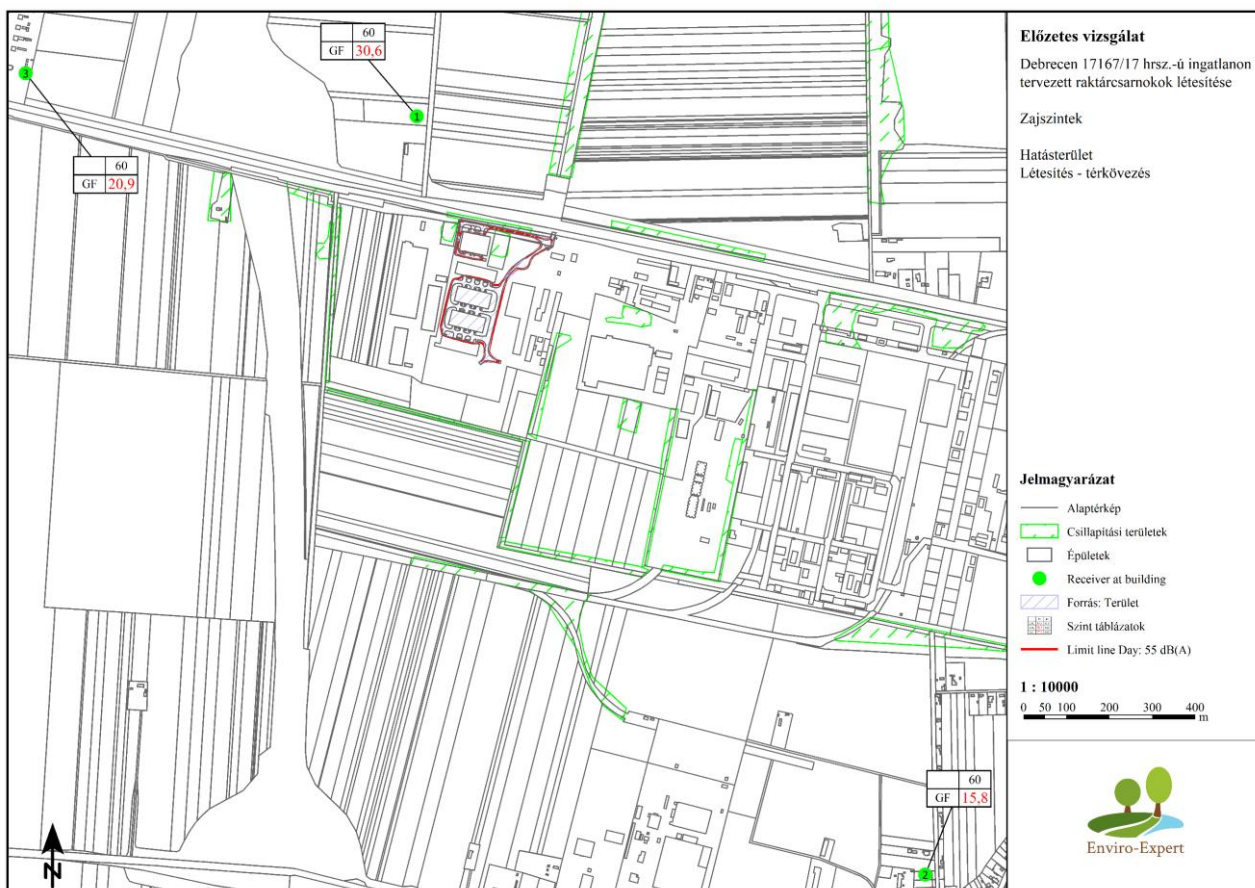 60
GF 30,6
1
3
60
GF 20,9
60
GF 15,8
2
N
Előzetes vizsgálat
Debrecen 17167/17 hrsz.-ú ingatlanon
tervezett raktárcsarnokok létesítése
Zajszintek
Hatásterület
Létesítés - térkövezés
Jelmagyarázat
Alaptérkép
Csillapítási területek
Épületek
Receiver at building
Forrás: Terület
Szint táblázatok
Limit line Day: 55 dB(A)
1 : 10000
0 50 100 200 300 400
m
Enviro-Expert